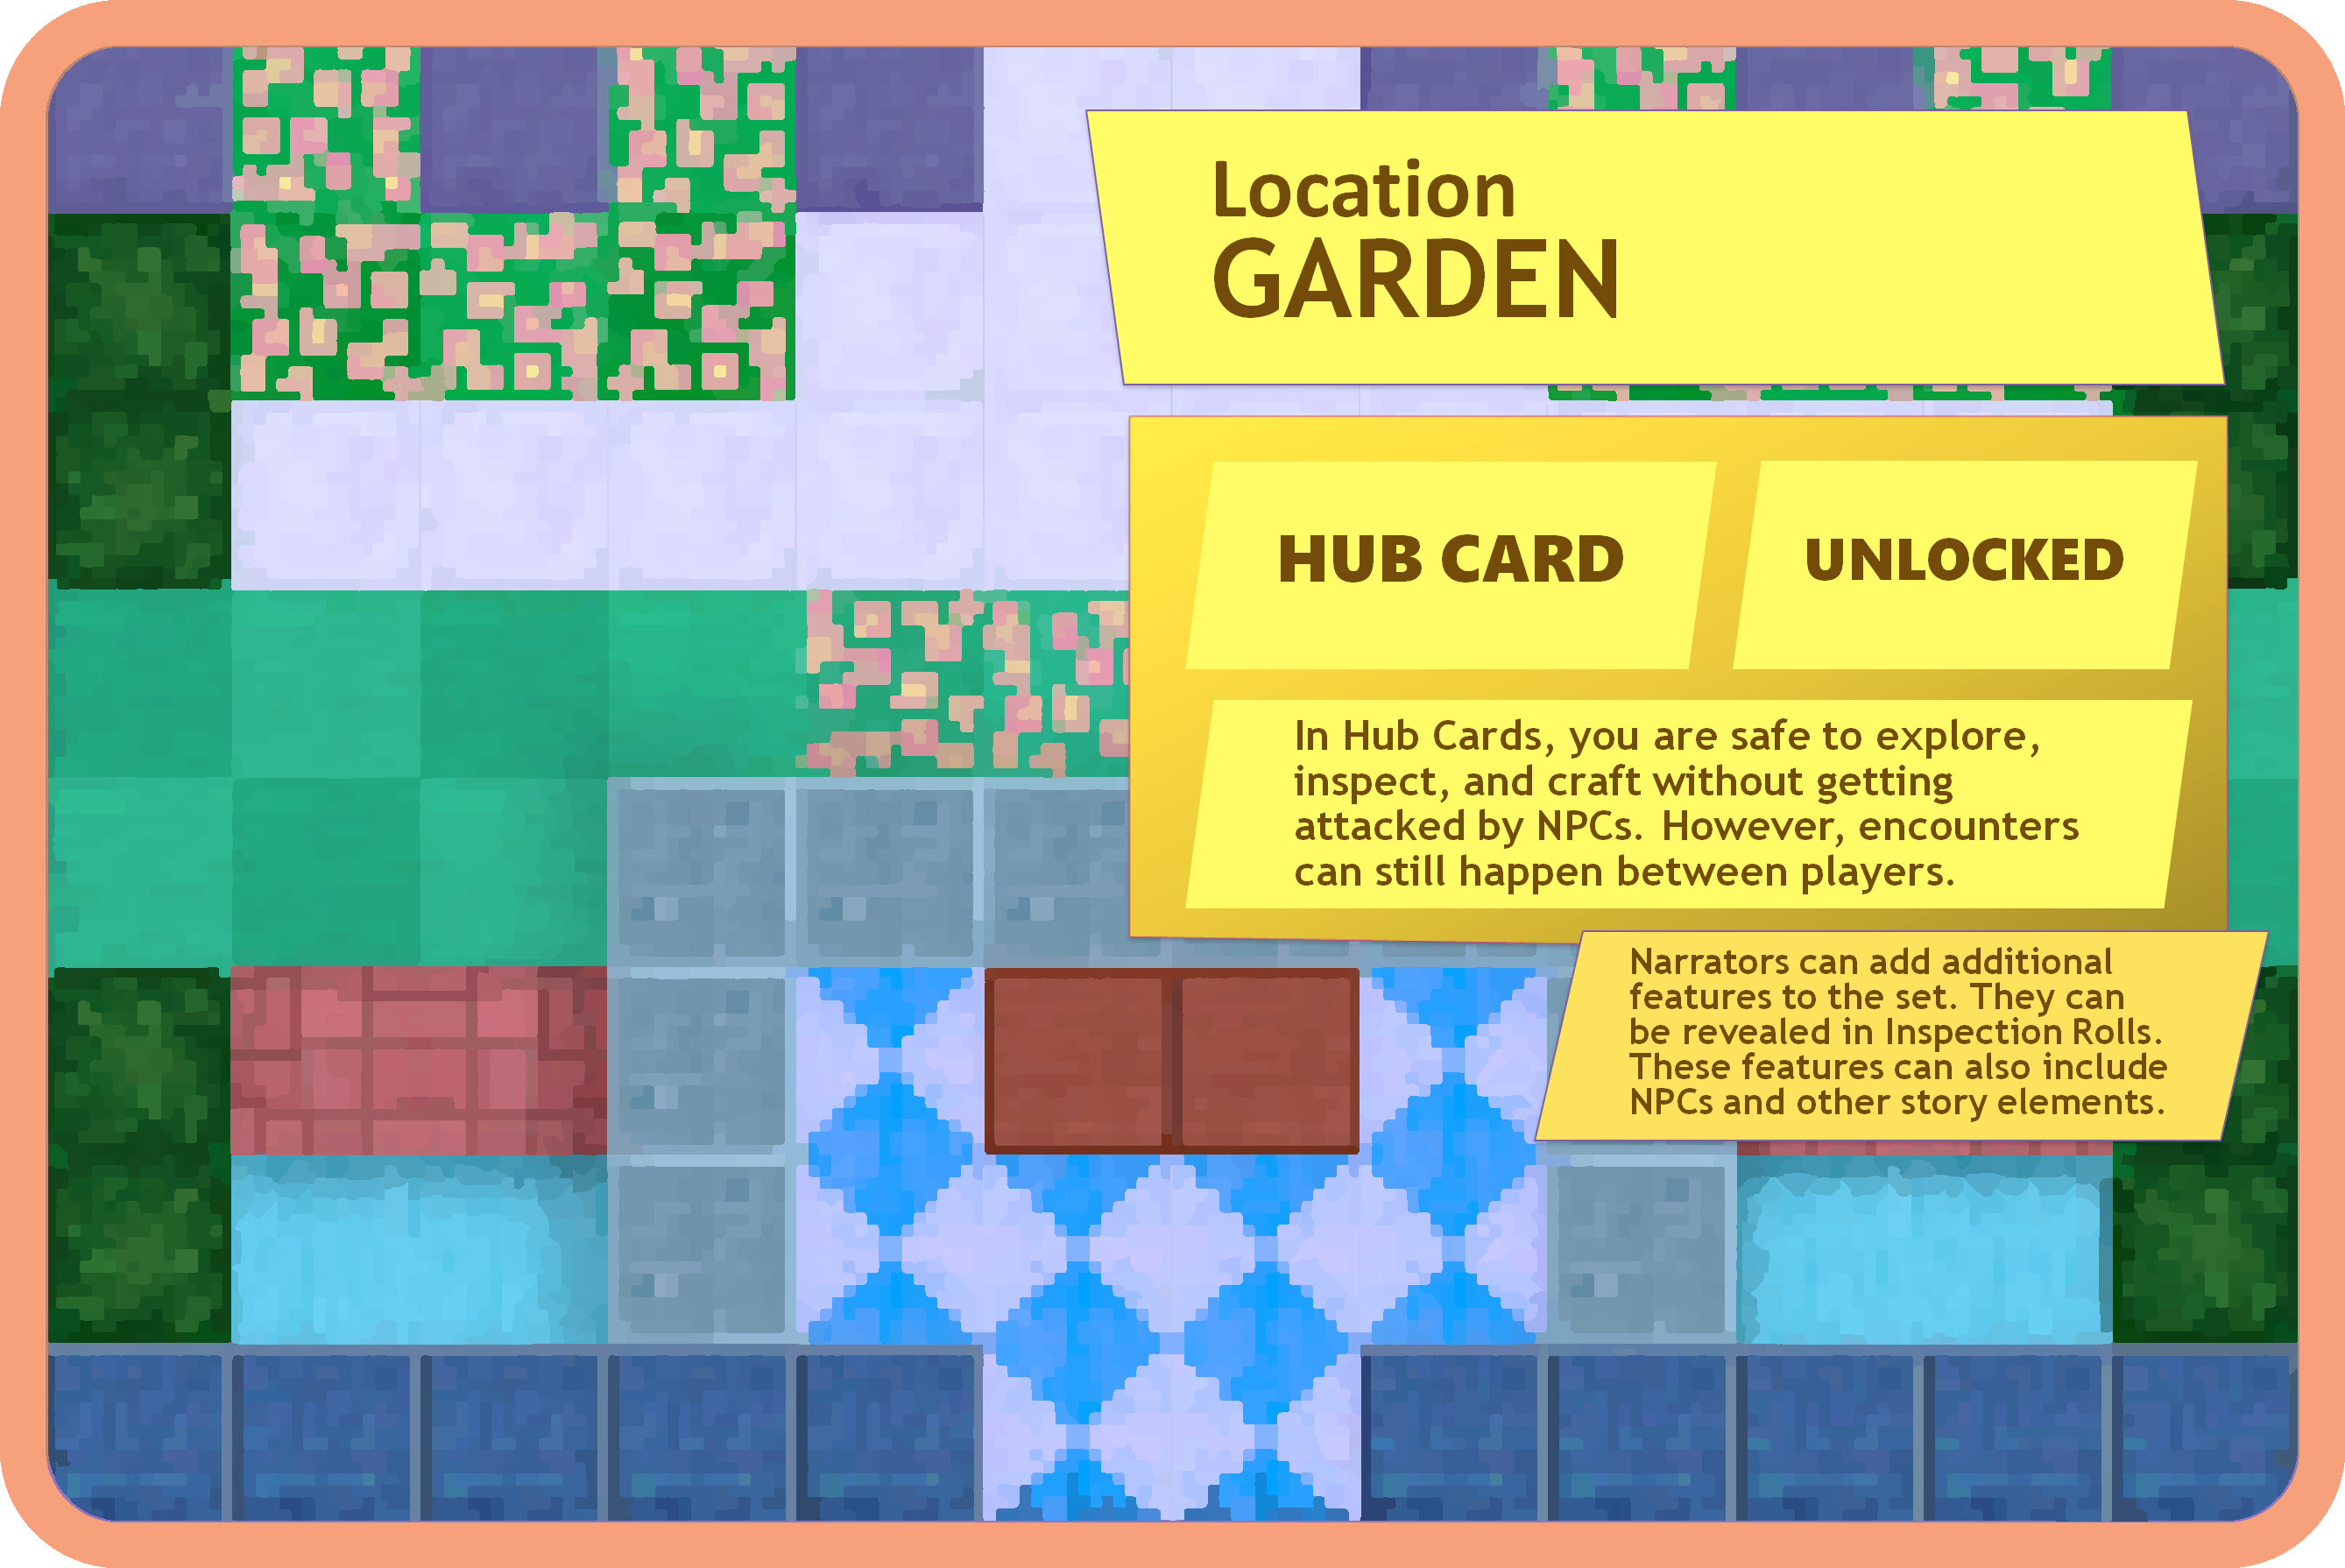 Location
GARDEN
HUB CARD
UNLOCKED
In Hub Cards, you are safe to explore,
inspect, and craft without getting
attacked by NPCs. However, encounters
can still happen between players.
Narrators can add additional
features to the set. They can
be revealed in Inspection Rolls.
These features can also include
NPCs and other story elements.